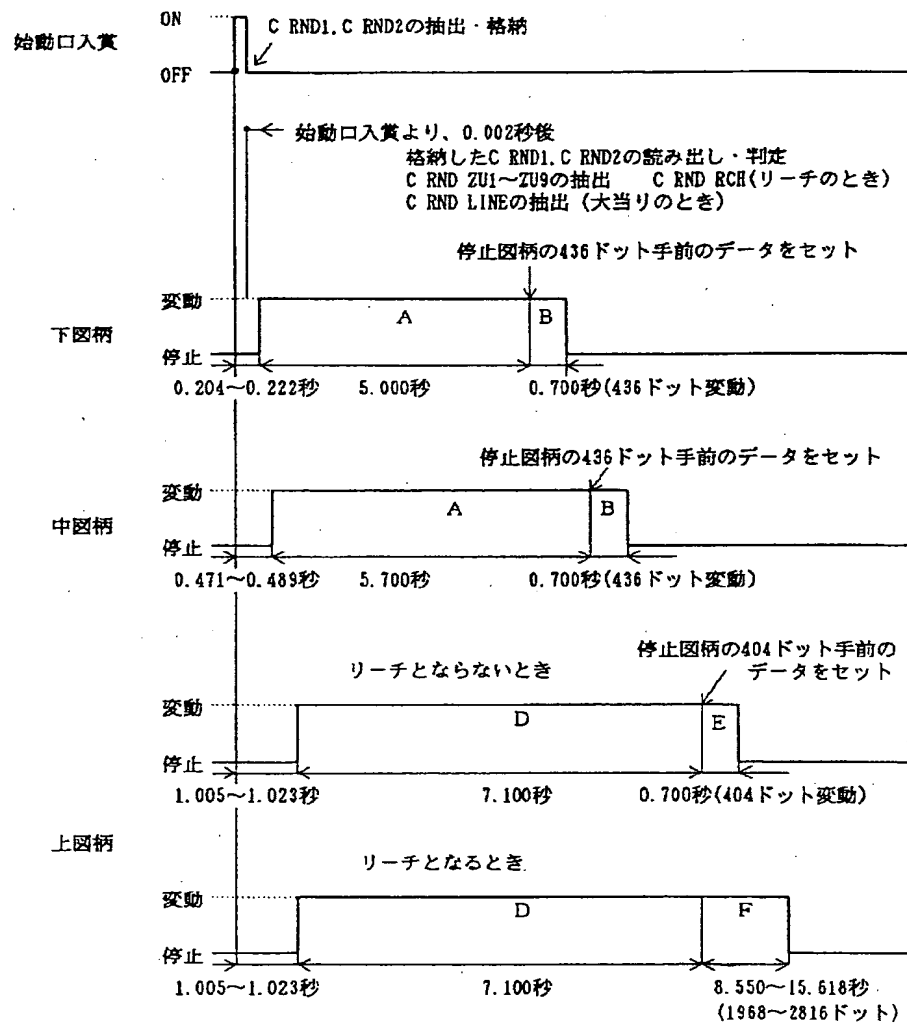 ON
C RND1.C RND2の抽出・格納
始動口入賞
OFF
始動口入賞より、0.002秒後
格納したC RND1.C RND2の読み出し・判定
C RND ZU1～ZU9の抽出 C RND RCH(リーチのとき)
C RND LINEの抽出 (大当りのとき)
停止図柄の436ドット手前のデータをセット
変動
A
B
下図柄
停止
0.204～0.222秒 5.000秒 0.700秒(436ドット変動)
停止図柄の436ドット手前のデータをセット
変動
A
B
中図柄
停止
0.471～0.489秒 5.700秒 0.700秒(436ドット変動)
停止図柄の404ドット手前の
データをセット
リーチとならないとき
変動
D
E
停止
1.005～1.023秒 7.100秒 0.700秒(404ドット変動)
上図柄
リーチとなるとき
変動
D
F
停止
1.005～1.023秒 7.100秒 8.550～15.618秒
(1968～2816ドット)